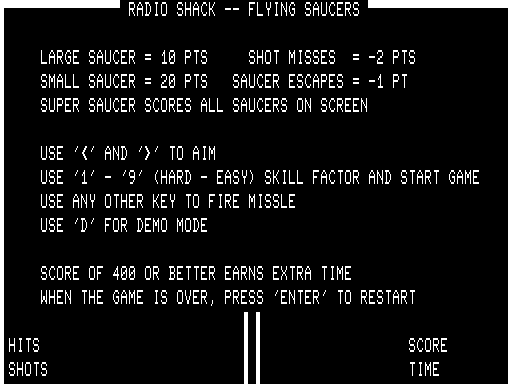 RADIO SHACK -- FLYING SAUCERS
LARGE SAUCER = 10 PTS     SHOT MISSES  = -2 PTS
SMALL SAUCER = 20 PTS   SAUCER ESCAPES = -1 PT
SUPER SAUCER SCORES ALL SAUCERS ON SCREEN
USE '<' AND '>' TO AIM
USE '1' - '9' (HARD - EASY) SKILL FACTOR AND START GAME
USE ANY OTHER KEY TO FIRE MISSLE
USE 'D' FOR DEMO MODE
SCORE OF 400 OR BETTER EARNS EXTRA TIME
WHEN THE GAME IS OVER, PRESS 'ENTER' TO RESTART
HITS     SCORE
SHOTS     TIME